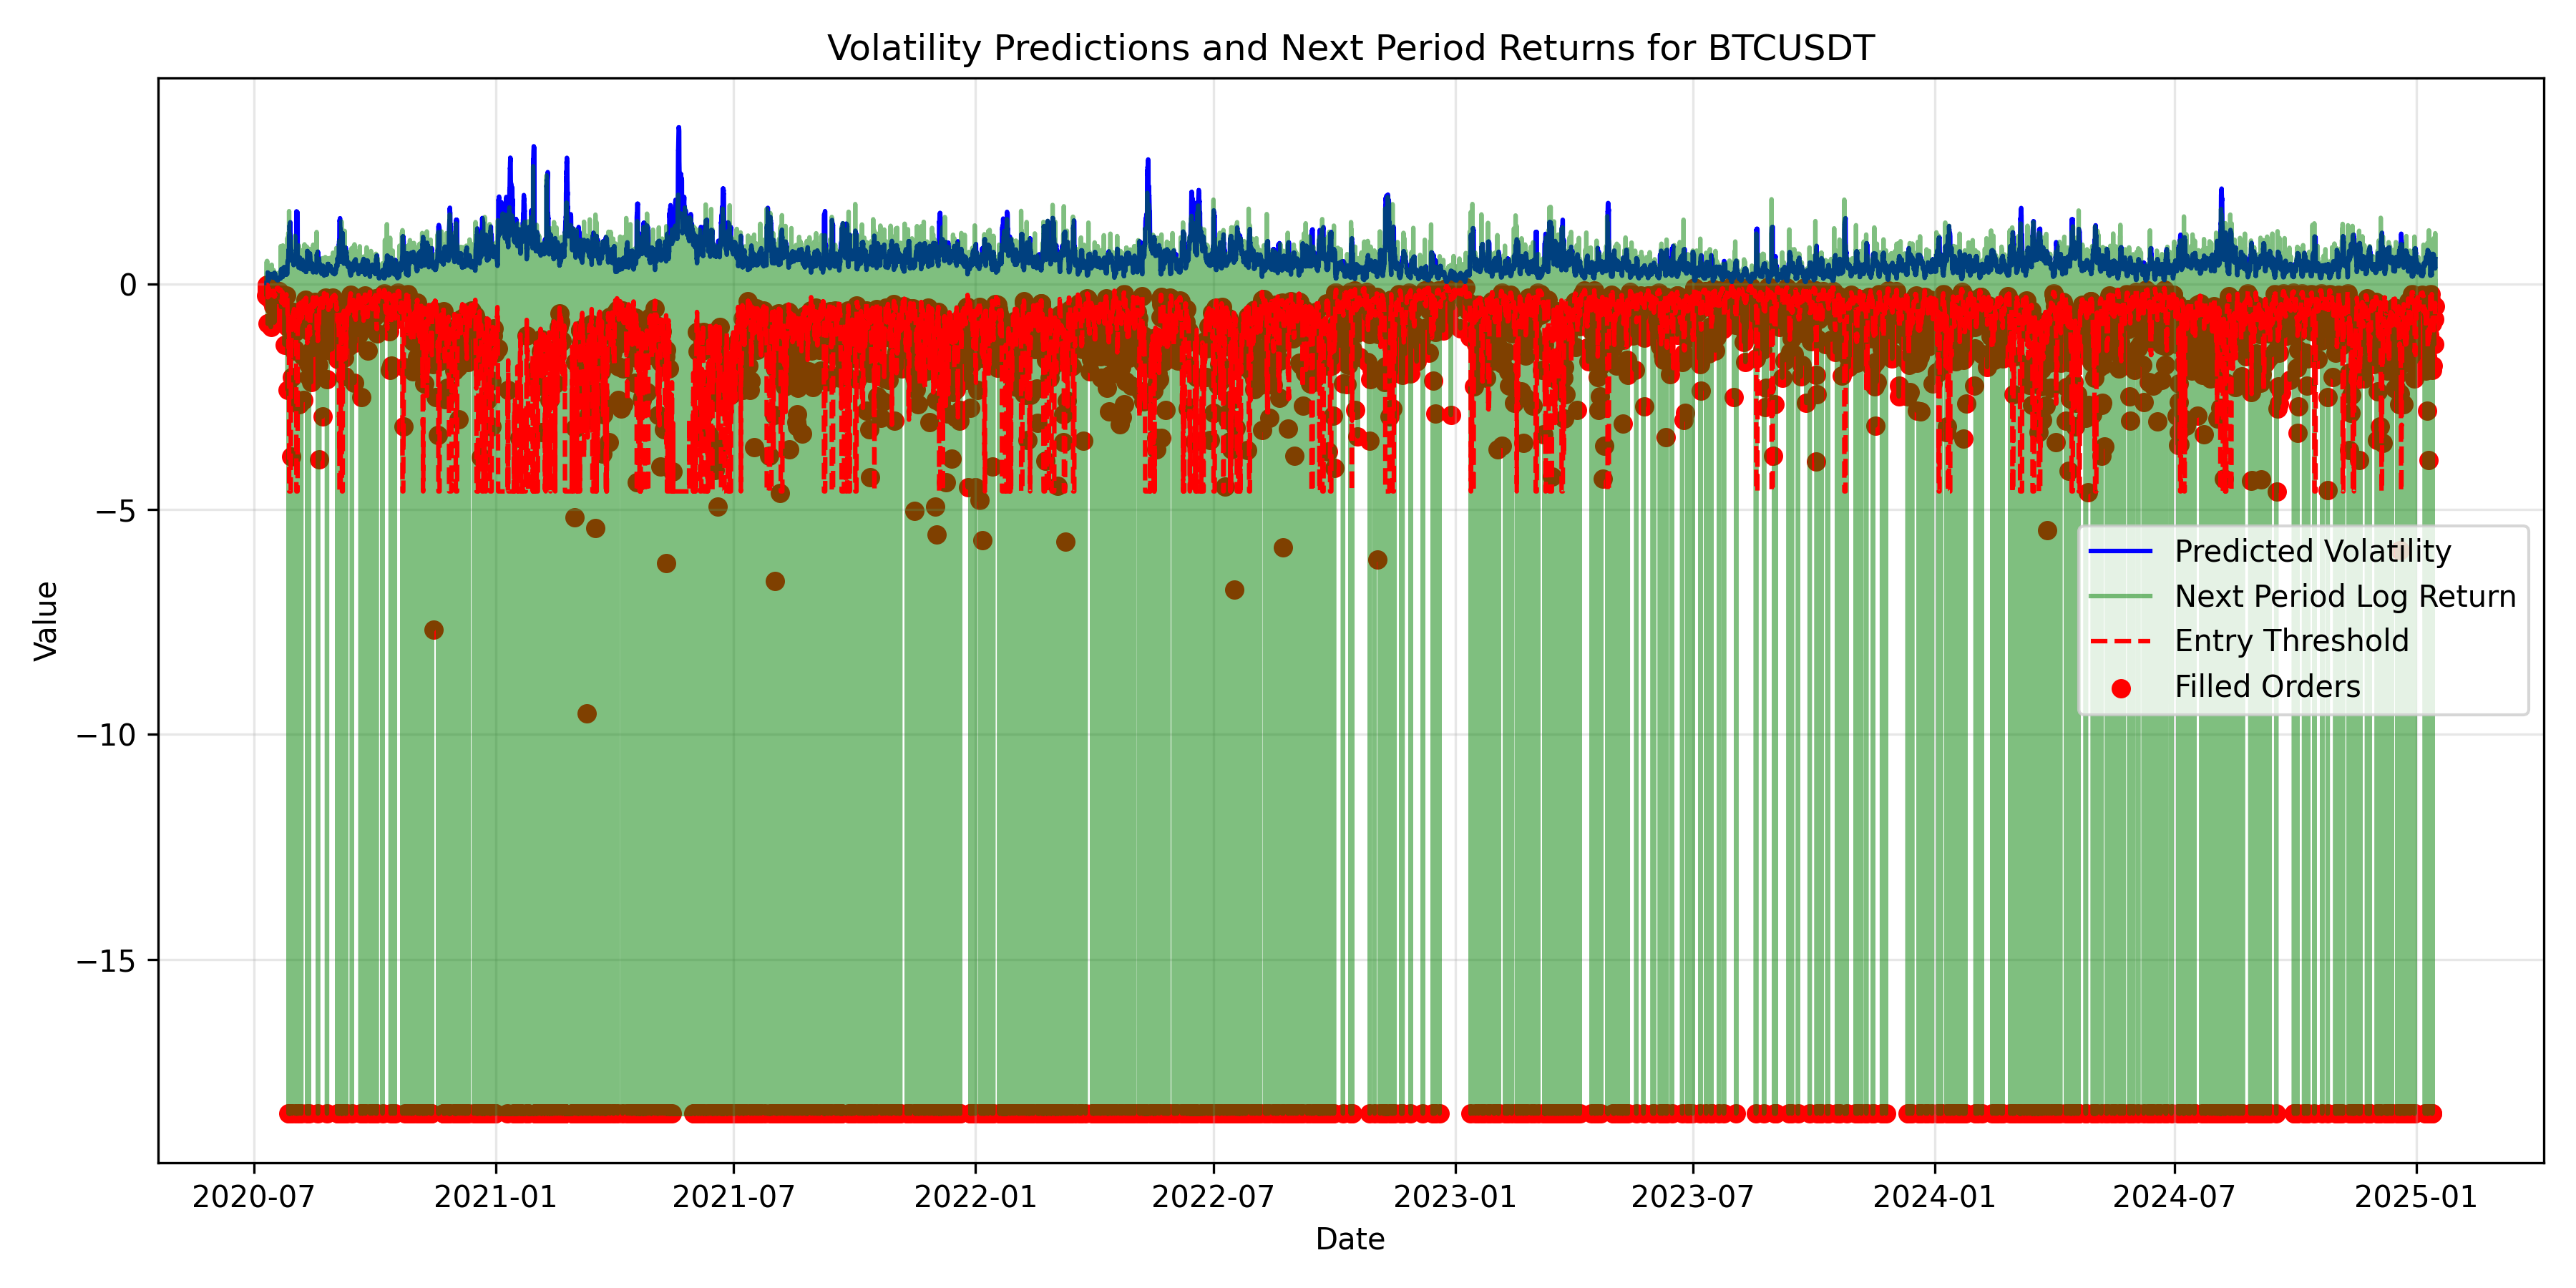 Volatility Predictions and Next Period Returns for BTCUSDT
Value
0
−5
−10
−15
Predicted Volatility
Next Period Log Return
Entry Threshold
Filled Orders
2020-07 2021-01 2021-07 2022-01 2022-07 2023-01 2023-07 2024-01 2024-07 2025-01
Date